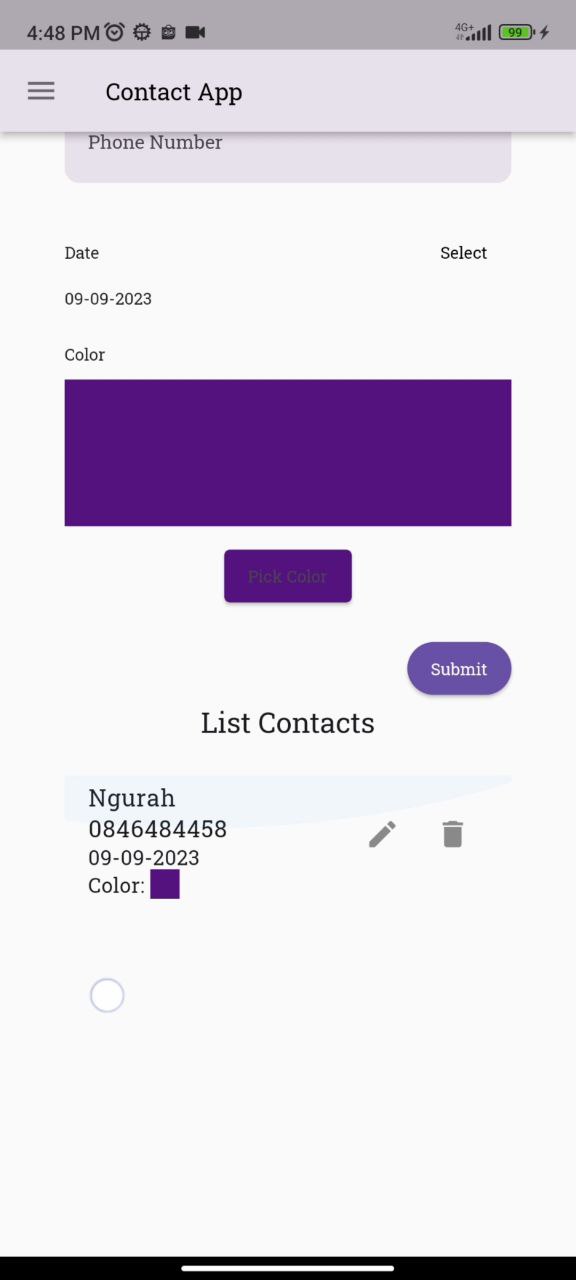 4:48 PM
4G+
99
Contact App
Phone Number
Date
Select
09-09-2023
Color
Pick Color
Submit
List Contacts
Ngurah
0846484458
09-09-2023
Color: